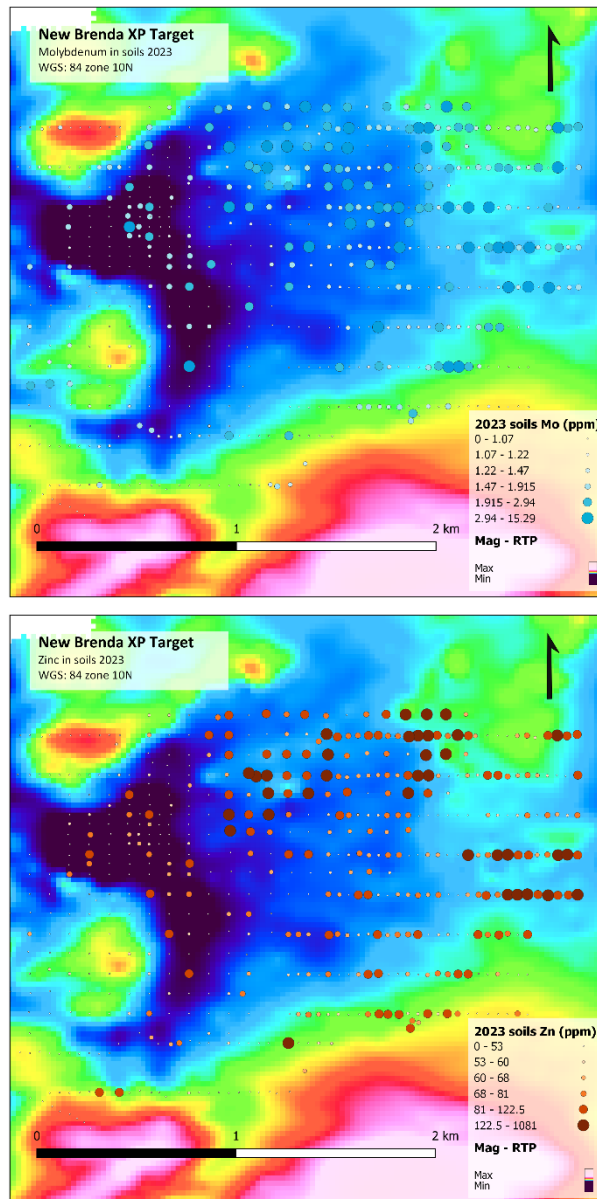 New Brenda XP Target
Molybdenum in soils 2023
WGS: 84 zone 10N
2023 soils Mo (ppm)
0 - 1.07
1.07 - 1.22
1.22 - 1.47
1.47 - 1.915
1.915 - 2.94
2.94 - 15.29
Mag - RTP
Max
Min
0 1 2 km
New Brenda XP Target
Zinc in soils 2023
WGS: 84 zone 10N
2023 soils Zn (ppm)
0 - 53
53 - 60
60 - 68
68 - 81
81 - 122.5
122.5 - 1081
Mag - RTP
Max
Min
0 1 2 km